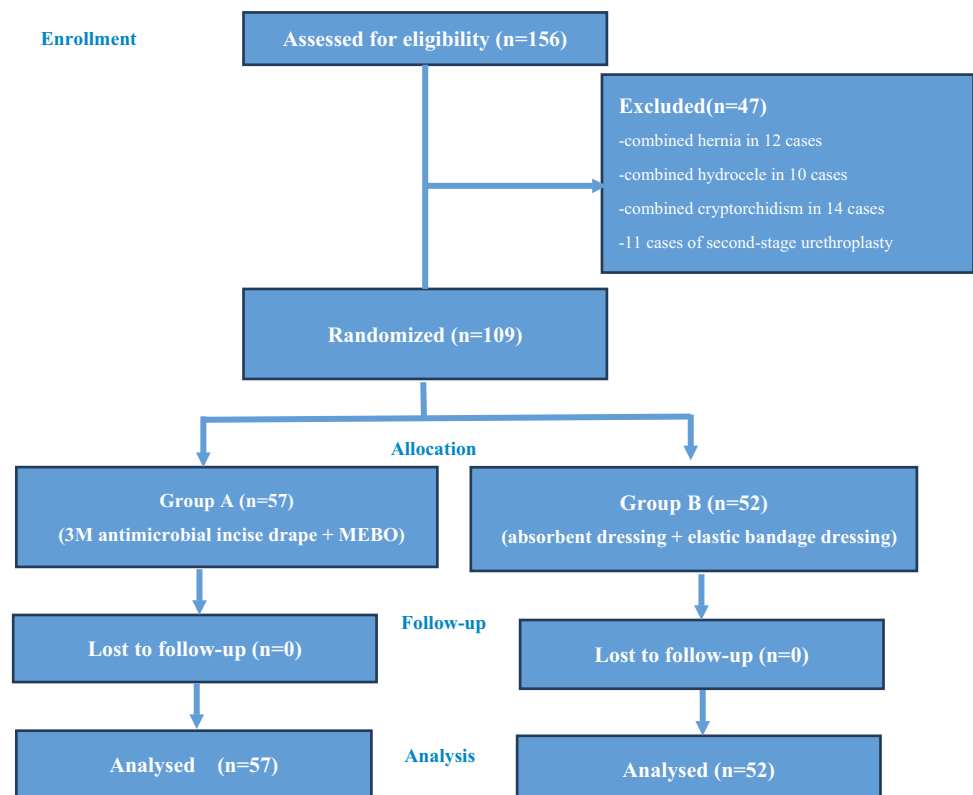 Enrollment
Assessed for eligibility (n=156)
Excluded(n=47)
-combined hernia in 12 cases
-combined hydrocele in 10 cases
-combined cryptorchidism in 14 cases
-11 cases of second-stage urethroplasty
Randomized (n=109)
Allocation
Group A (n=57)
(3M antimicrobial incise drape + MEBO)
Group B (n=52)
(absorbent dressing + elastic bandage dressing)
Follow-up
Lost to follow-up (n=0)
Lost to follow-up (n=0)
Analysis
Analysed (n=57)
Analysed (n=52)